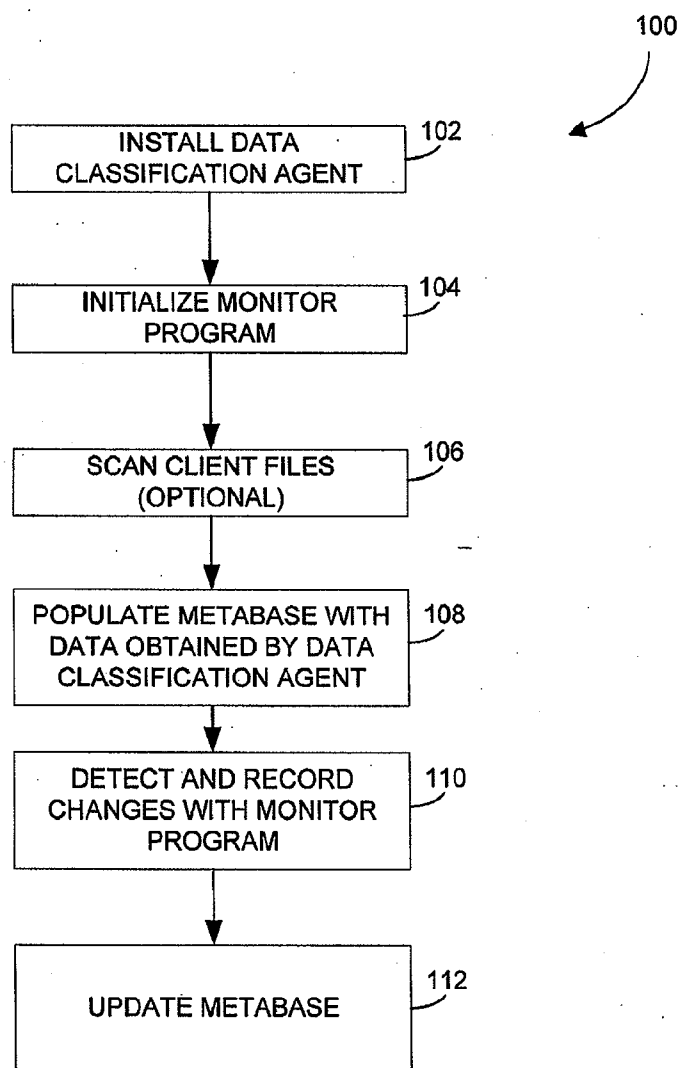 100
INSTALL DATA
CLASSIFICATION AGENT
102
INITIALIZE MONITOR
PROGRAM
104
SCAN CLIENT FILES
(OPTIONAL)
106
POPULATE METABASE WITH
DATA OBTAINED BY DATA
CLASSIFICATION AGENT
108
DETECT AND RECORD
CHANGES WITH MONITOR
PROGRAM
110
UPDATE METABASE
112